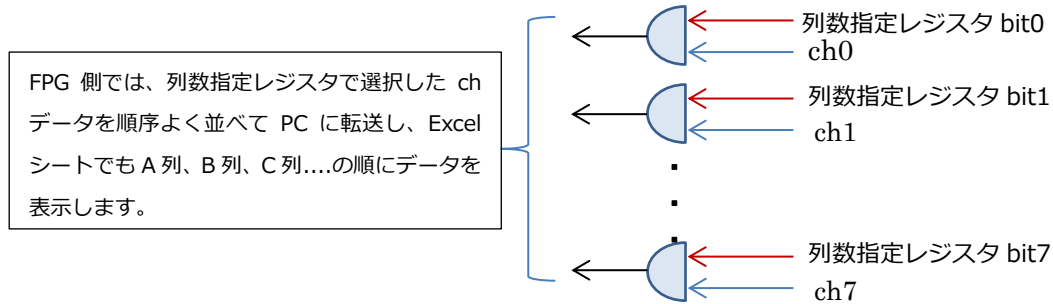 FPG 側では、列数指定レジスタで選択した ch
データを順序よく並べて PC に転送し、Excel
シートでも A 列、B 列、C 列....の順にデータを
表示します。
列数指定レジスタ bit0
ch0
列数指定レジスタ bit1
ch1
列数指定レジスタ bit7
ch7